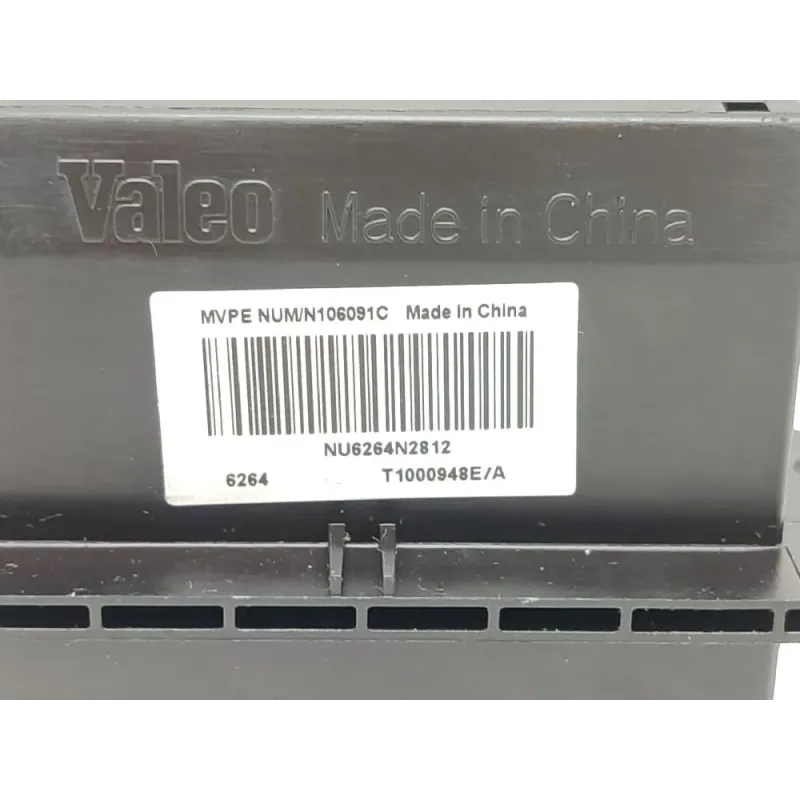 Valeo Made in China
MVPE NUM/N106091C Made in China
NU6264N2812
6264 T1000948E/A